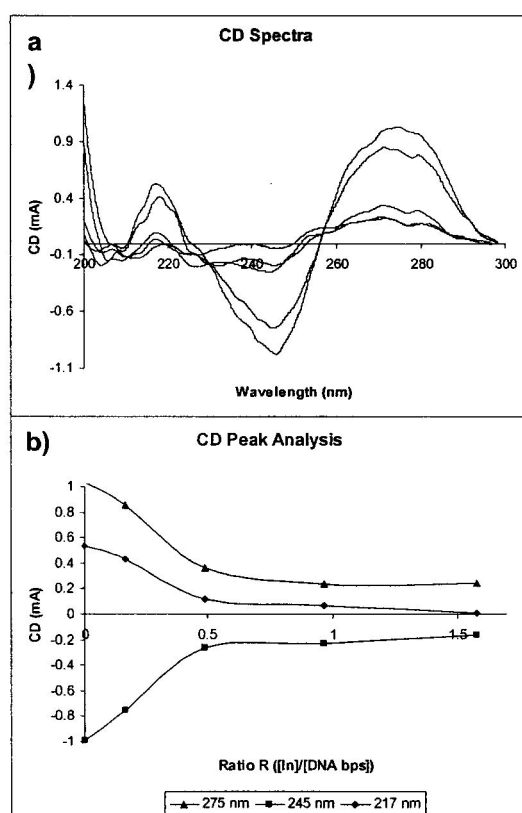 a
)
CD Spectra
1.4
0.9
0.4
-0.1
-0.6
-1.1
CD (mA)
200 220 240 260 280 300
Wavelength (nm)
b)
CD Peak Analysis
1
0.8
0.6
0.4
0.2
0
-0.2
-0.4
-0.6
-0.8
-1
CD (mA)
0 0.5 1 1.5
Ratio R ([In]/[DNA bps])
275 nm 245 nm 217 nm